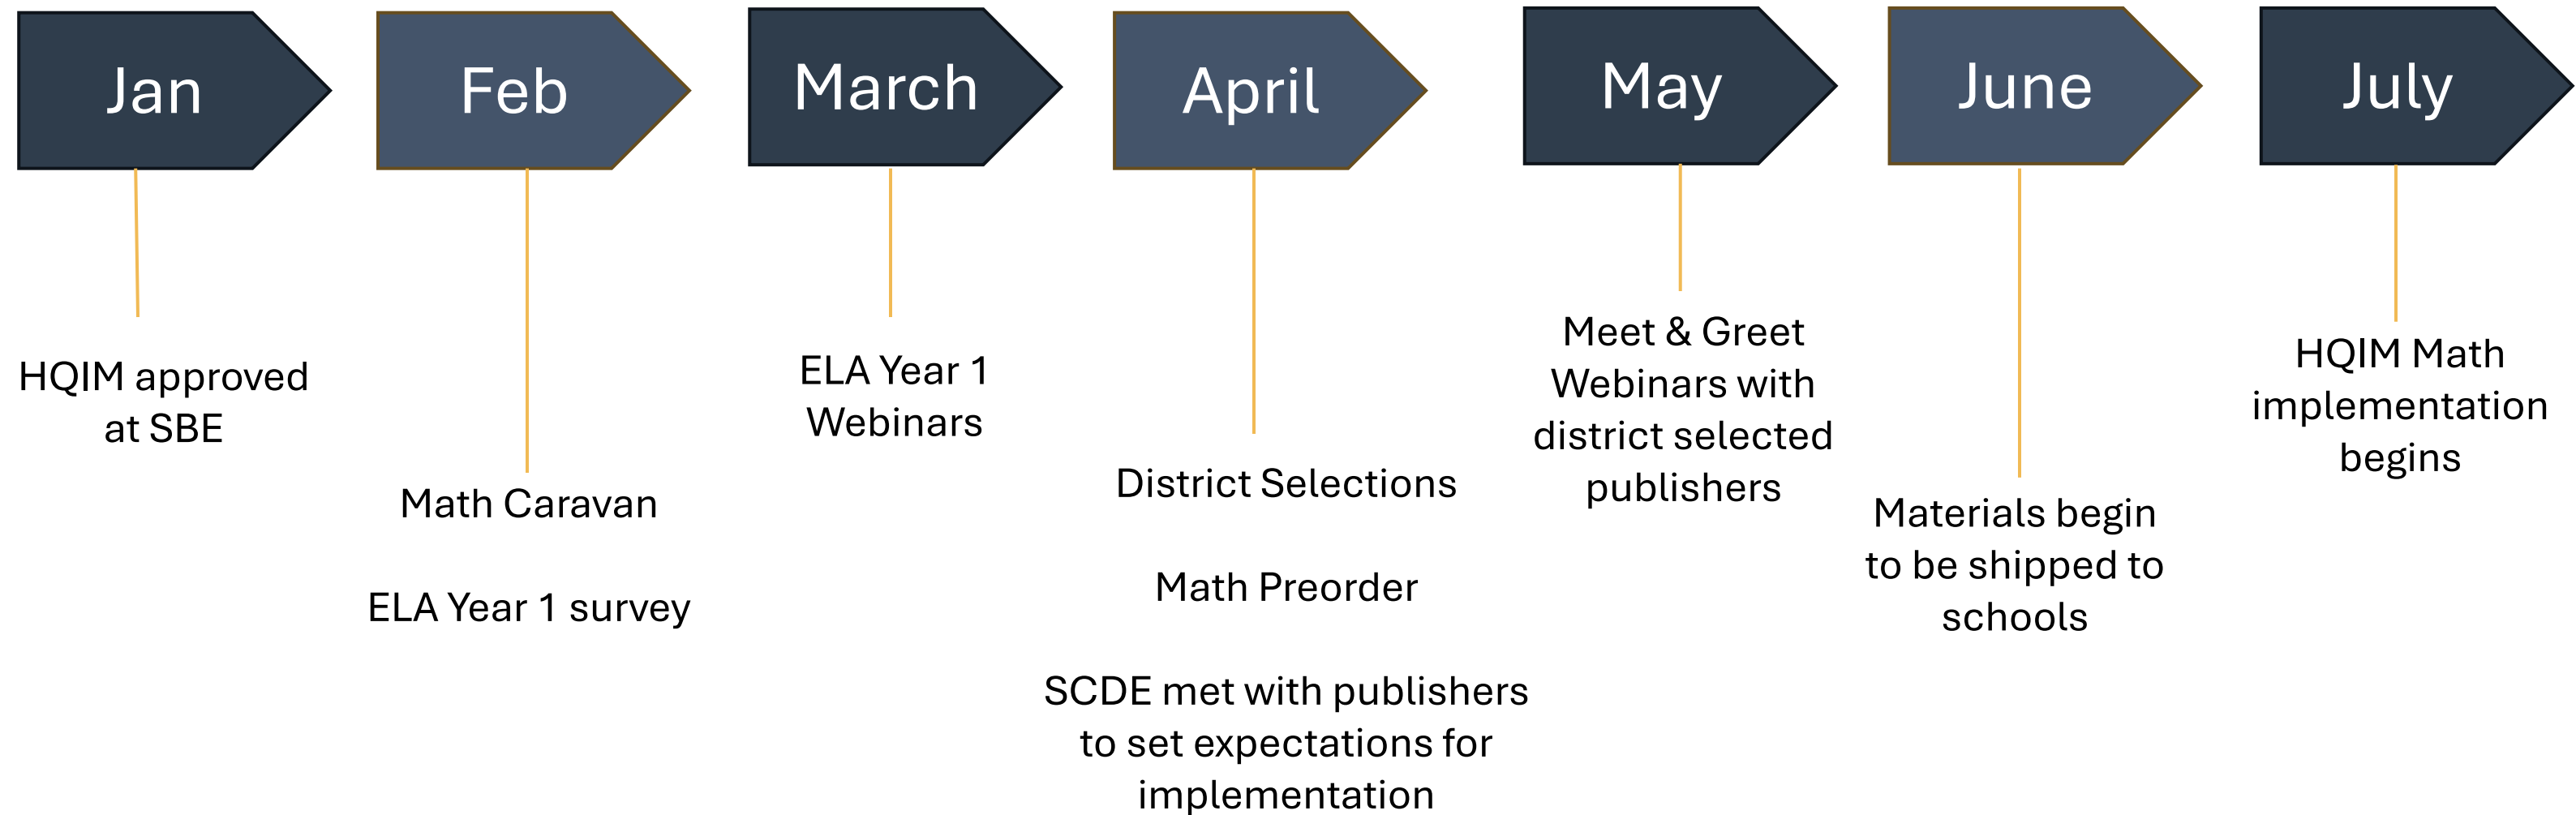 Jan
Feb
March
April
May
June
July
HQIM approved
at SBE
Math Caravan
ELA Year 1 survey
ELA Year 1
Webinars
District Selections
Math Preorder
SCDE met with publishers
to set expectations for
implementation
Meet & Greet
Webinars with
district selected
publishers
Materials begin
to be shipped to
schools
HQIM Math
implementation
begins